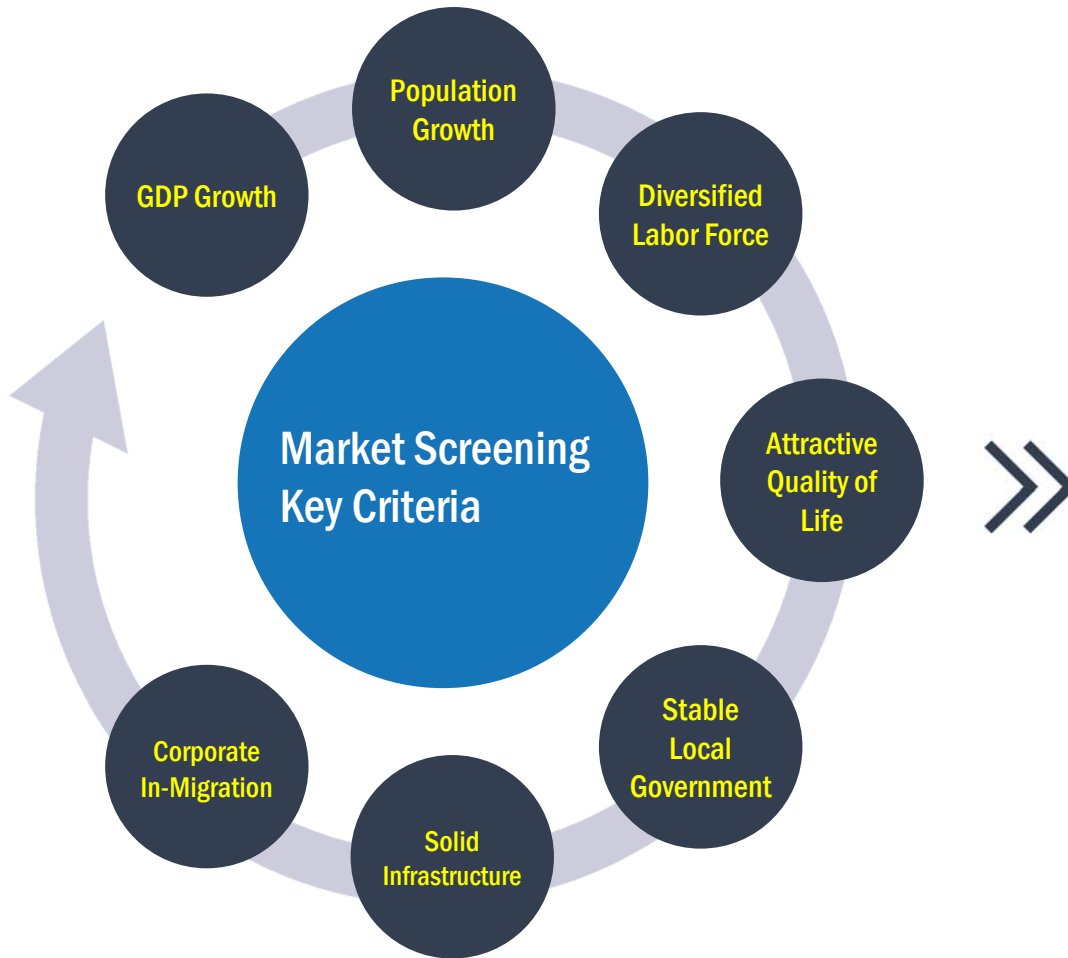 Population
Growth
GDP Growth
Diversified
Labor Force
Market Screening
Key Criteria
Attractive
Quality of
Life
Stable
Local
Government
Solid
Infrastructure
Corporate
In-Migration